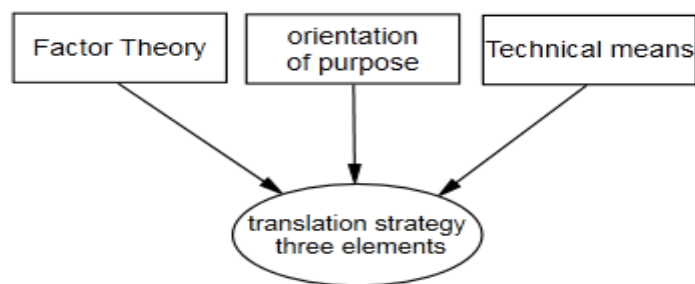 Factor Theory
orientation
of purpose
Technical means
translation strategy
three elements